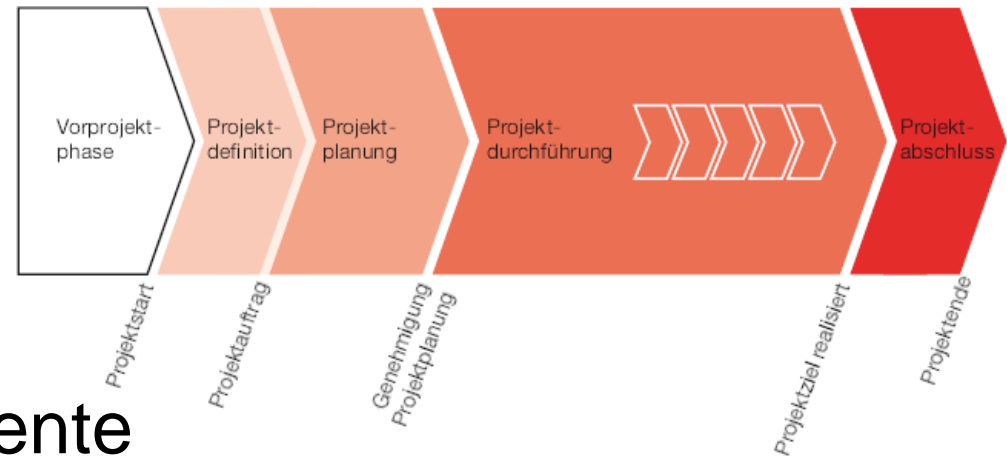 Vorprojekt-
phase
Projekt-
definition
Projekt-
planung
Projekt-
durchführung
Projekt-
abschluss
Projektstart
Projektauftrag
Genehmigung
Projektplanung
Projektziel realisiert
Projektende
ente